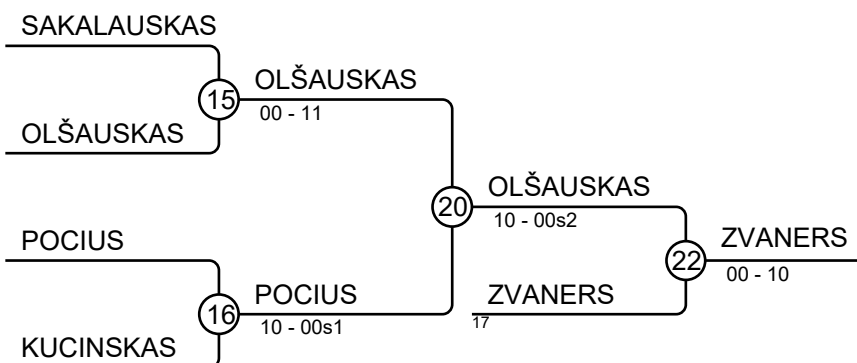 SAKALAUSKAS
15
OLŠAUSKAS
00 - 11
OLŠAUSKAS
20
OLŠAUSKAS
10 - 00s2
POCIUS
22
ZVANERS
00 - 10
16
POCIUS
10 - 00s1
ZVANERS
17
KUCINSKAS